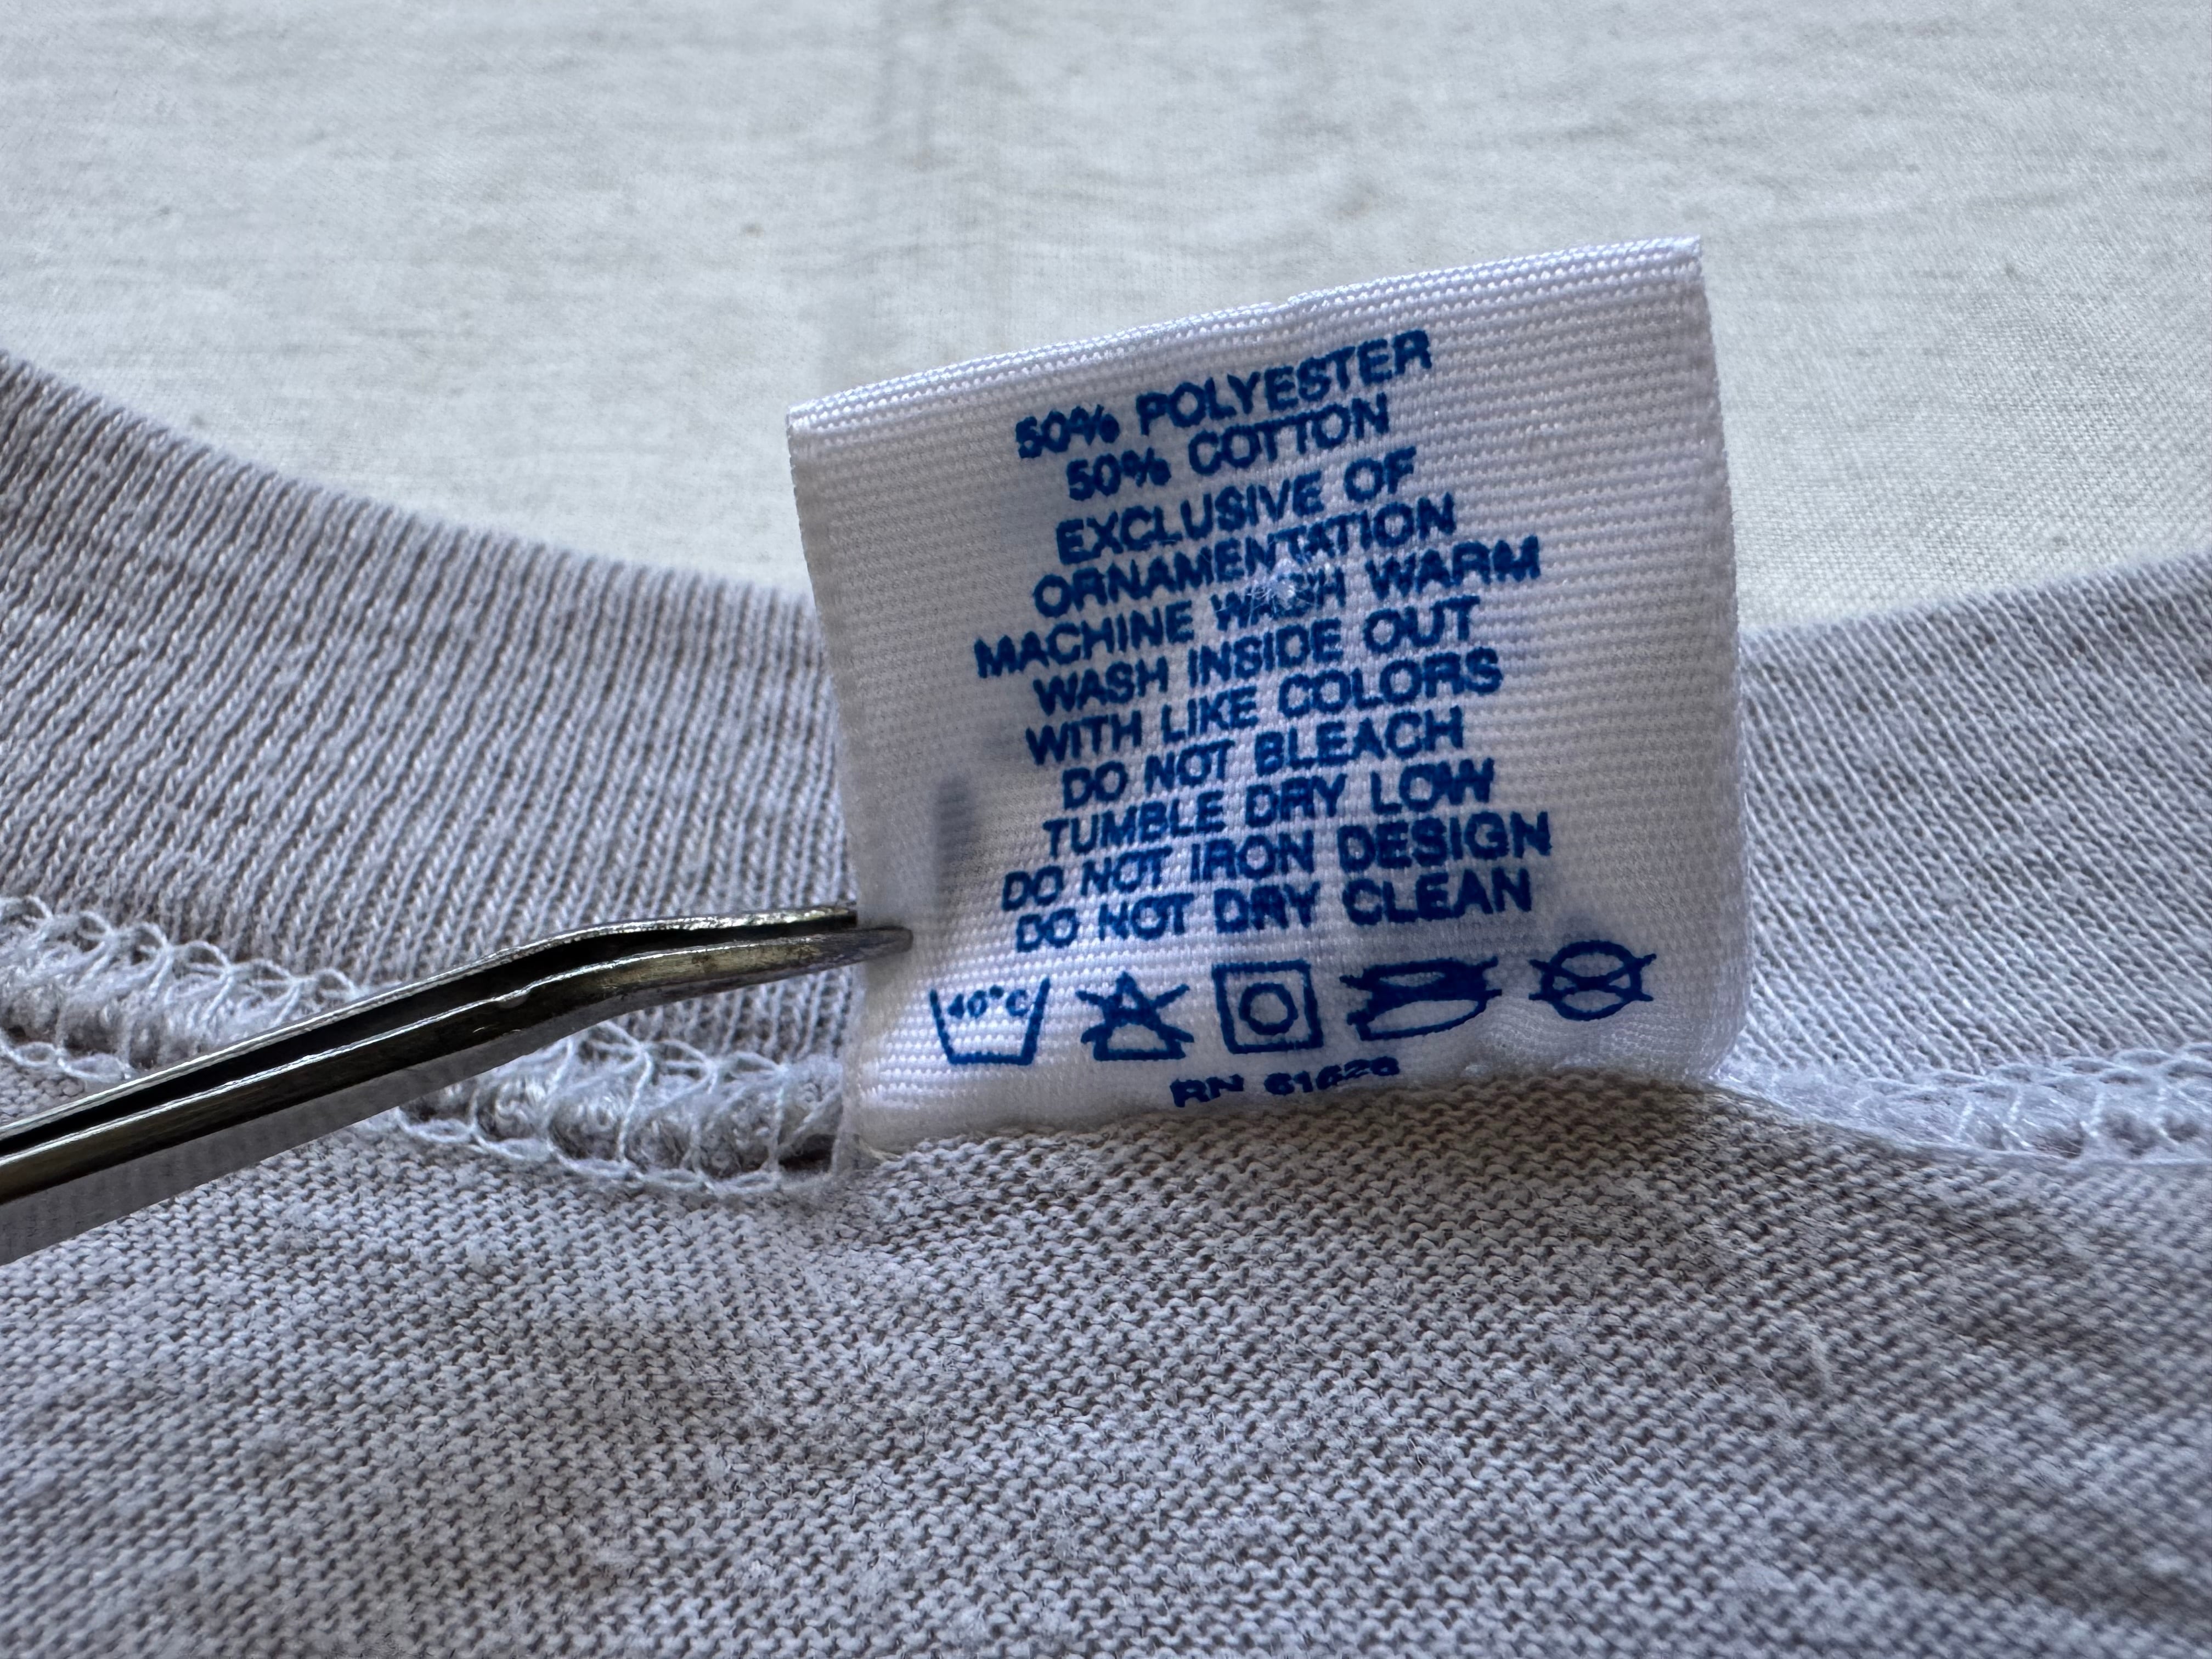 50% POLYESTER
50% COTTON
EXCLUSIVE OF
ORNAMENTATION
MACHINE WASH WARM
WASH INSIDE OUT
WITH LIKE COLORS
DO NOT BLEACH
TUMBLE DRY LOW
DO NOT IRON DESIGN
DO NOT DRY CLEAN
40°C
RN